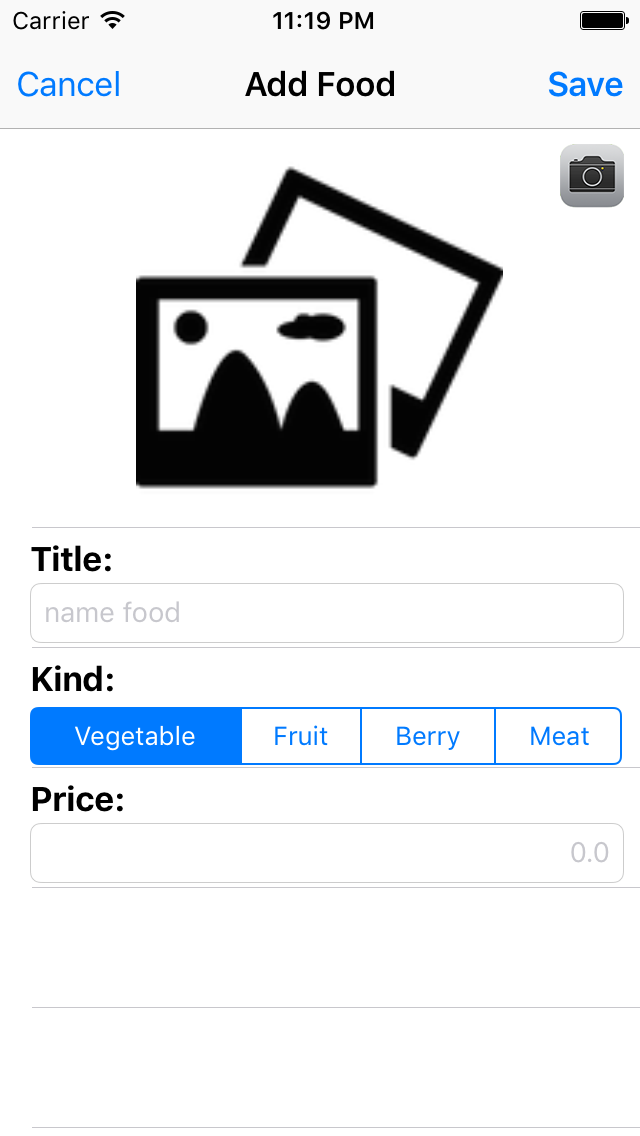 Carrier 11:19 PM
Cancel Add Food Save
Title:
name food
Kind:
Vegetable Fruit Berry Meat
Price:
0.0